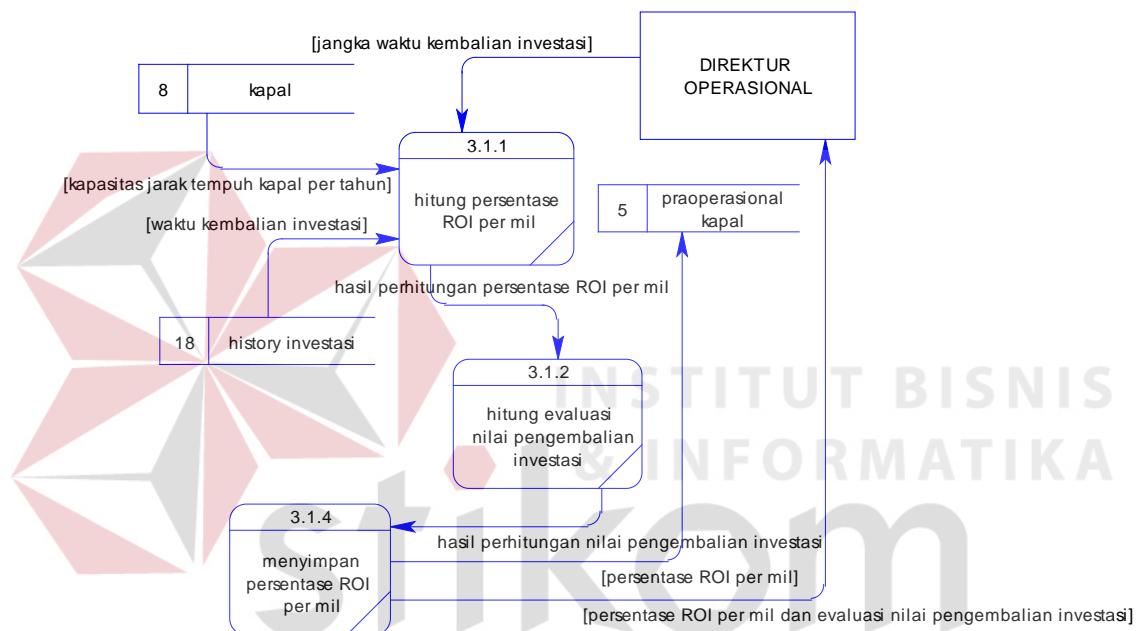 [jangka waktu kembalian investasi]
DIREKTUR
OPERASIONAL
8
kapal
3.1.1
[kapasitas jarak tempuh kapal per tahun]
hitung persentase
ROI per mil
5
praoperasional
kapal
[waktu kembalian investasi]
hasil perhitungan persentase ROI per mil
18
history investasi
3.1.2
hitung evaluasi
nilai pengembalian
investasi
INSTITUT BISNIS
& INFORMATIKA
stikom
3.1.4
menyimpan
persentase ROI
per mil
hasil perhitungan nilai pengembalian investasi
[persentase ROI per mil]
[persentase ROI per mil dan evaluasi nilai pengembalian investasi]